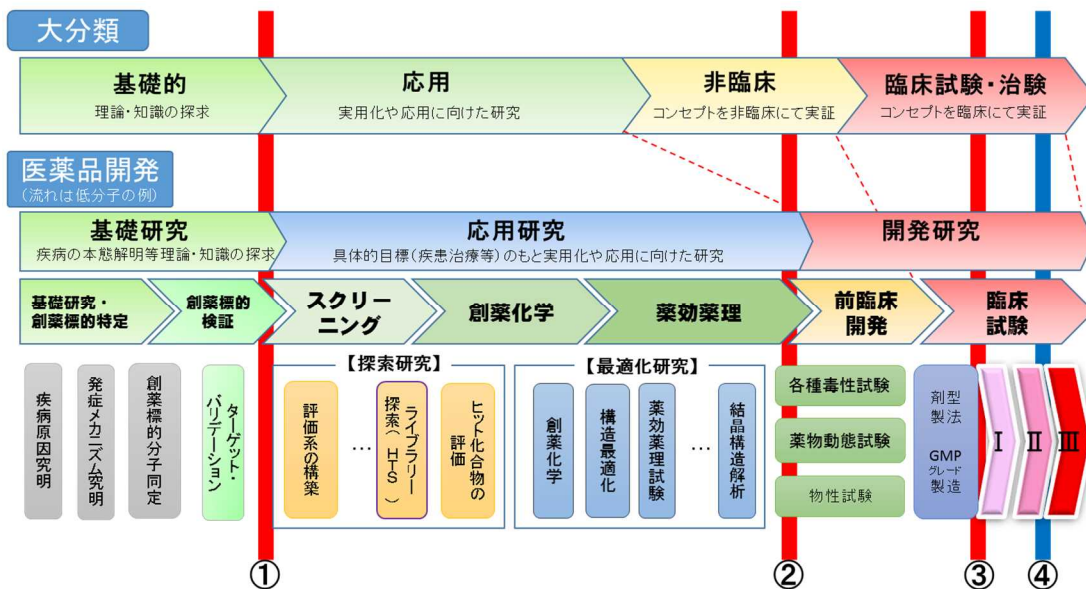 大分類
基礎的
理論・知識の探求
応用
実用化や応用に向けた研究
非臨床
コンセプトを非臨床にて実証
臨床試験・治験
コンセプトを臨床にて実証
医薬品開発
(流れは低分子の例)
基礎研究
疾病の本態解明等理論・知識の探求
応用研究
具体的目標(疾患治療等)のもと実用化や応用に向けた研究
開発研究
基礎研究・
創薬標的特定
創薬標的
検証
スクリー
ニング
創薬化学
薬効薬理
前臨床
開発
臨床
試験
疾病原因究明
発症メカニズム究明
創薬標的分子同定
ターゲット・
バリデーション
【探索研究】
評価系の構築
…
ライブラリー
探索(HTS)
ヒット化合物の
評価
【最適化研究】
創薬化学
構造最適化
薬効薬理試験
…
結晶構造解析
各種毒性試験
薬物動態試験
物性試験
剤型
製法
GMP
グレード
製造
Ⅰ
Ⅱ
Ⅲ
①
②
③
④